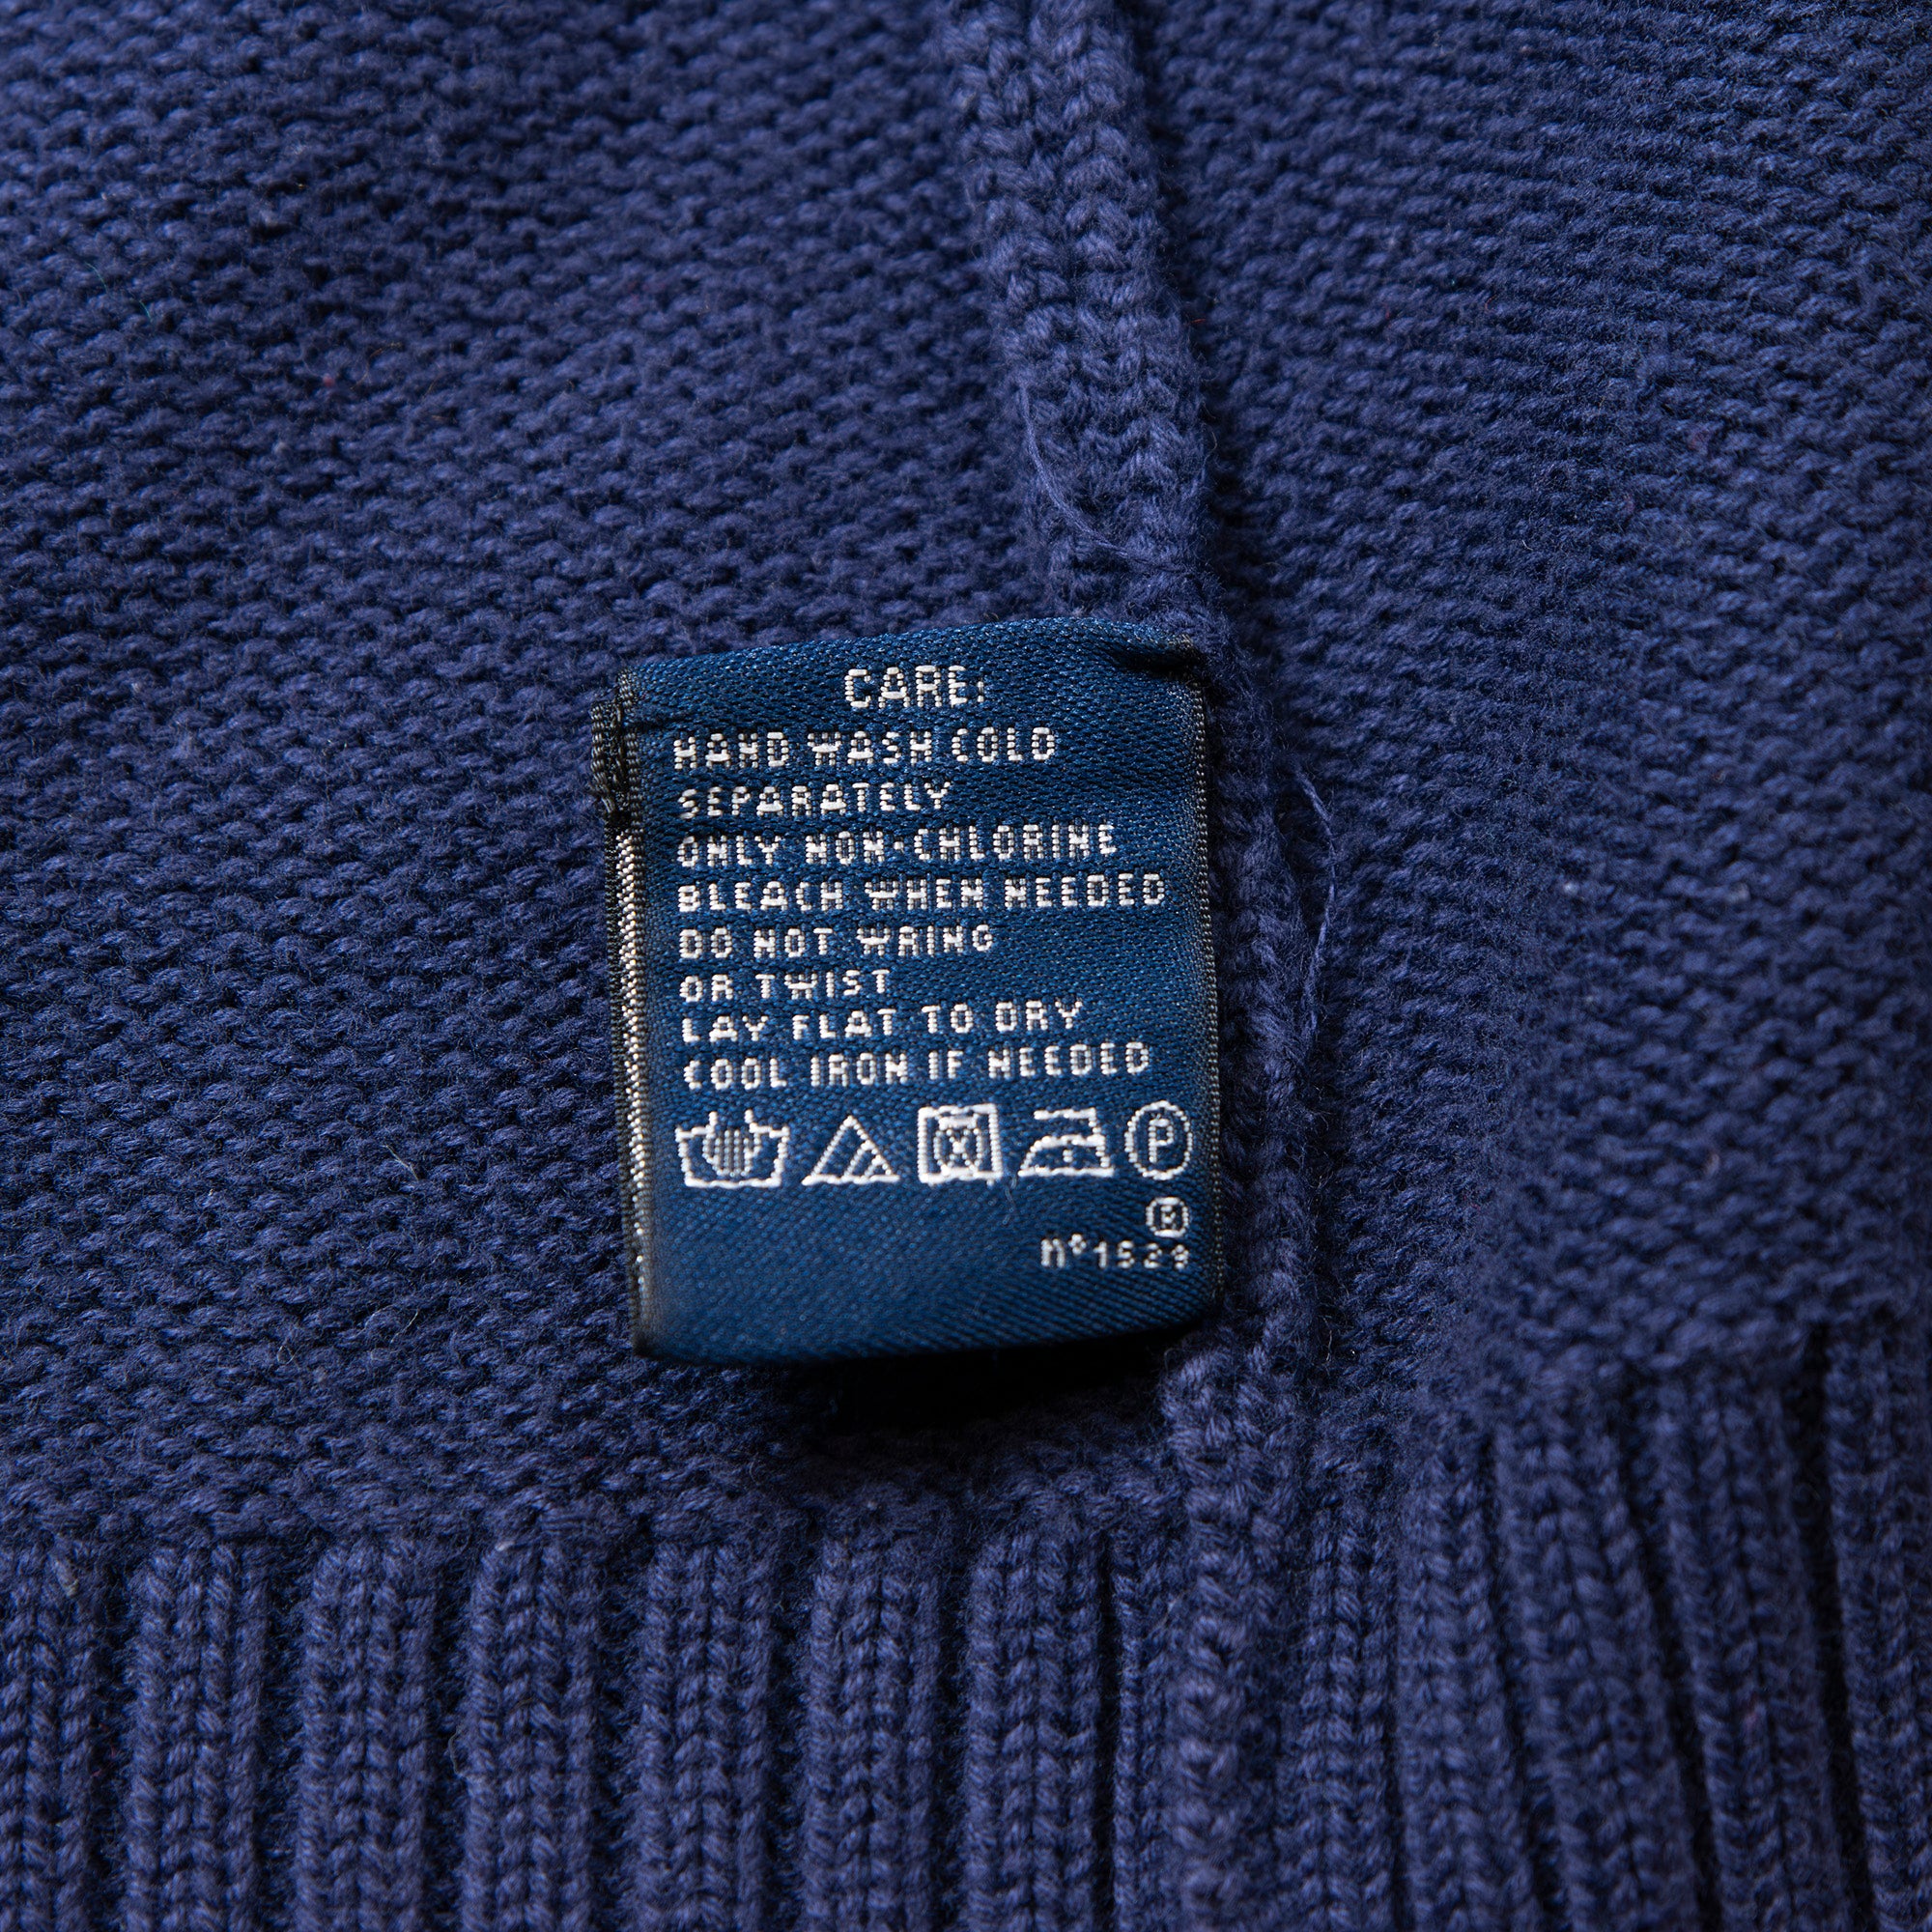 CARE:
HAND WASH COLD
SEPARATELY
ONLY NON-CHLORINE
BLEACH WHEN NEEDED
DO NOT WRING
OR TWIST
LAY FLAT TO DRY
COOL IRON IF NEEDED
P
n°1529